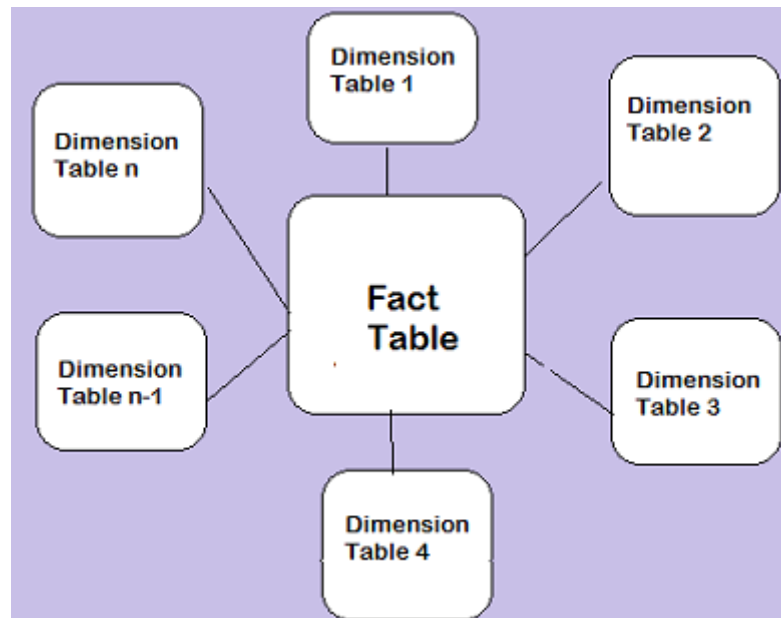 Dimension
Table 1
Dimension
Table 2
Dimension
Table n
Fact
Table
Dimension
Table n-1
Dimension
Table 3
Dimension
Table 4